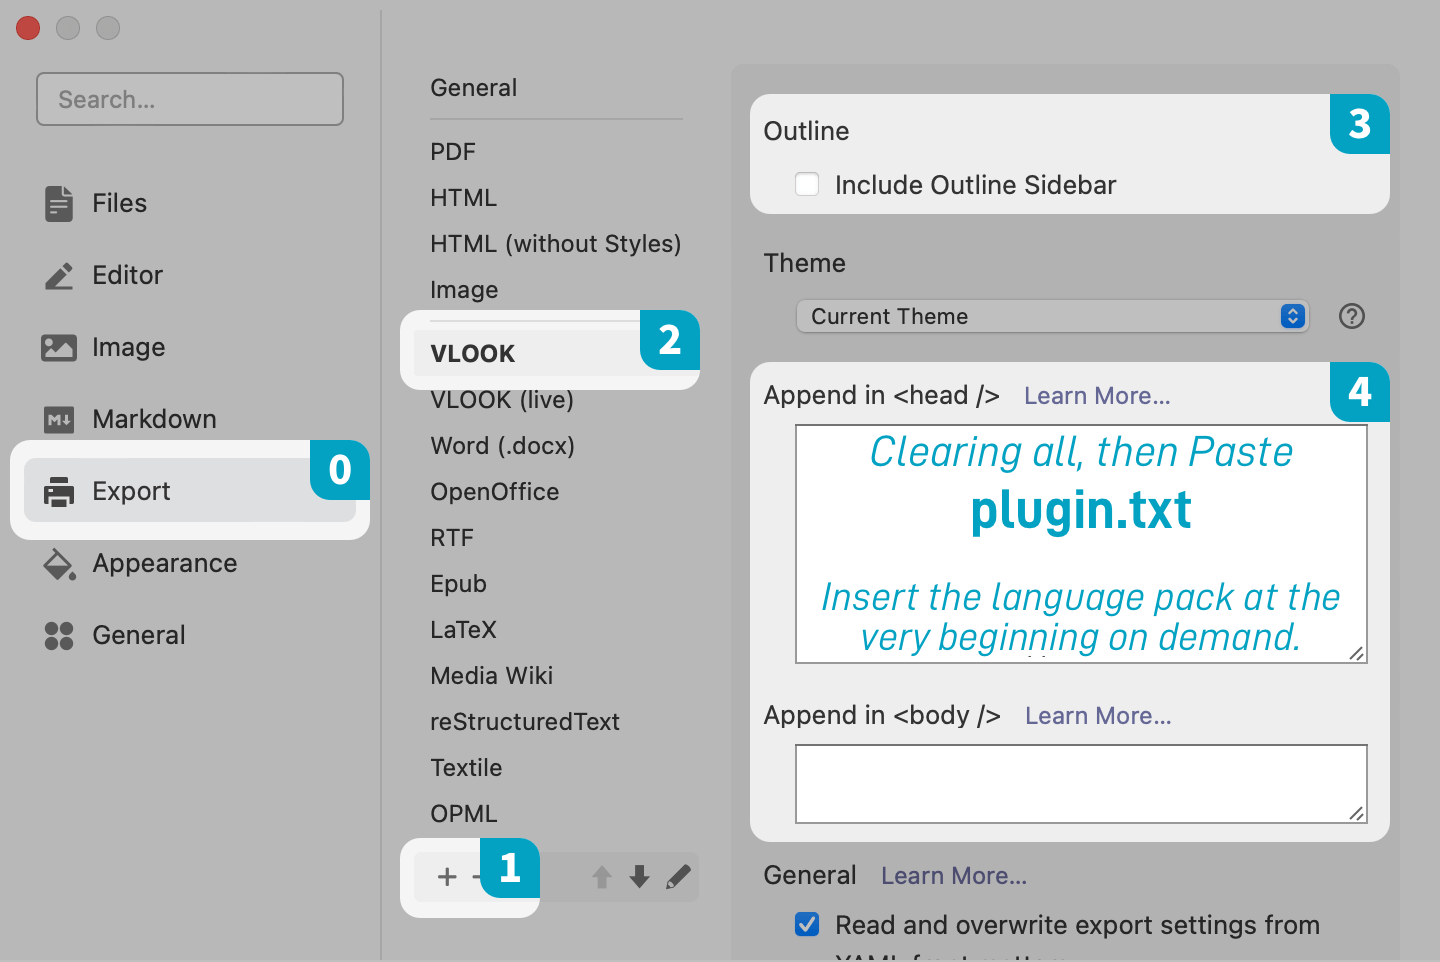 Search...
Files
Editor
Image
Markdown
Export
0
Appearance
General
General
PDF
HTML
HTML (without Styles)
Image
VLOOK
2
VLOOK (live)
Word (.docx)
OpenOffice
RTF
Epub
LaTeX
Media Wiki
reStructuredText
Textile
OPML
+ -
1
Outline
3
Include Outline Sidebar
Theme
Current Theme
?
Append in <head /> Learn More...
4
Clearing all, then Paste
plugin.txt
Insert the language pack at the
very beginning on demand.
Append in <body /> Learn More...
General Learn More...
Read and overwrite export settings from
YAML front matter